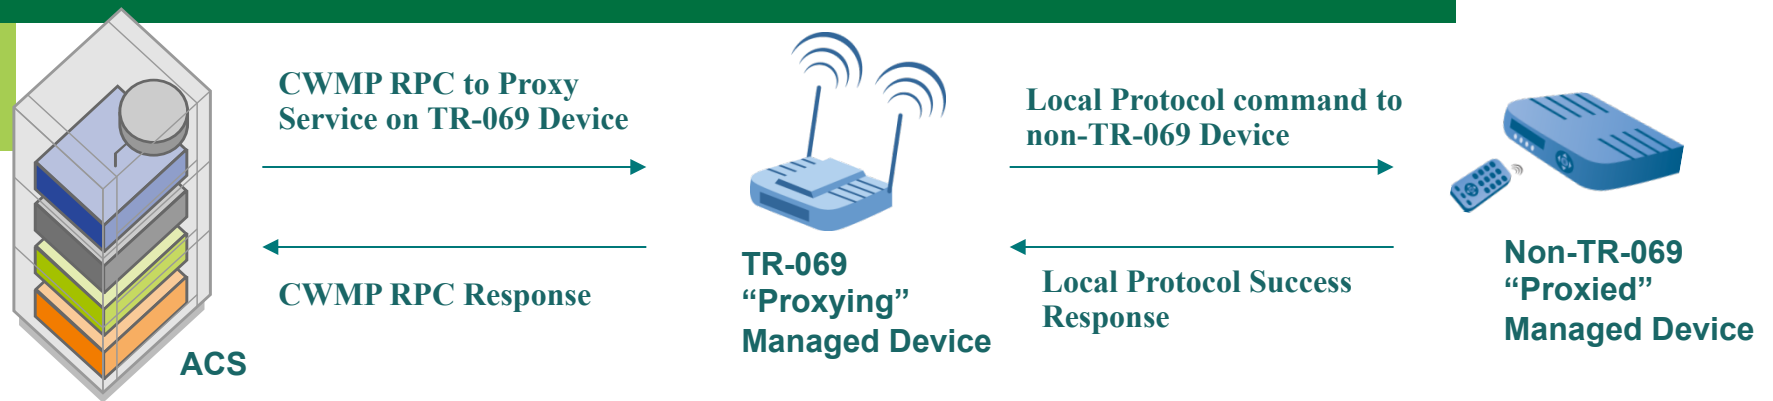 CWMP RPC to Proxy
Service on TR-069 Device
CWMP RPC Response
ACS
TR-069
“Proxying”
Managed Device
Local Protocol command to
non-TR-069 Device
Local Protocol Success
Response
Non-TR-069
“Proxied”
Managed Device